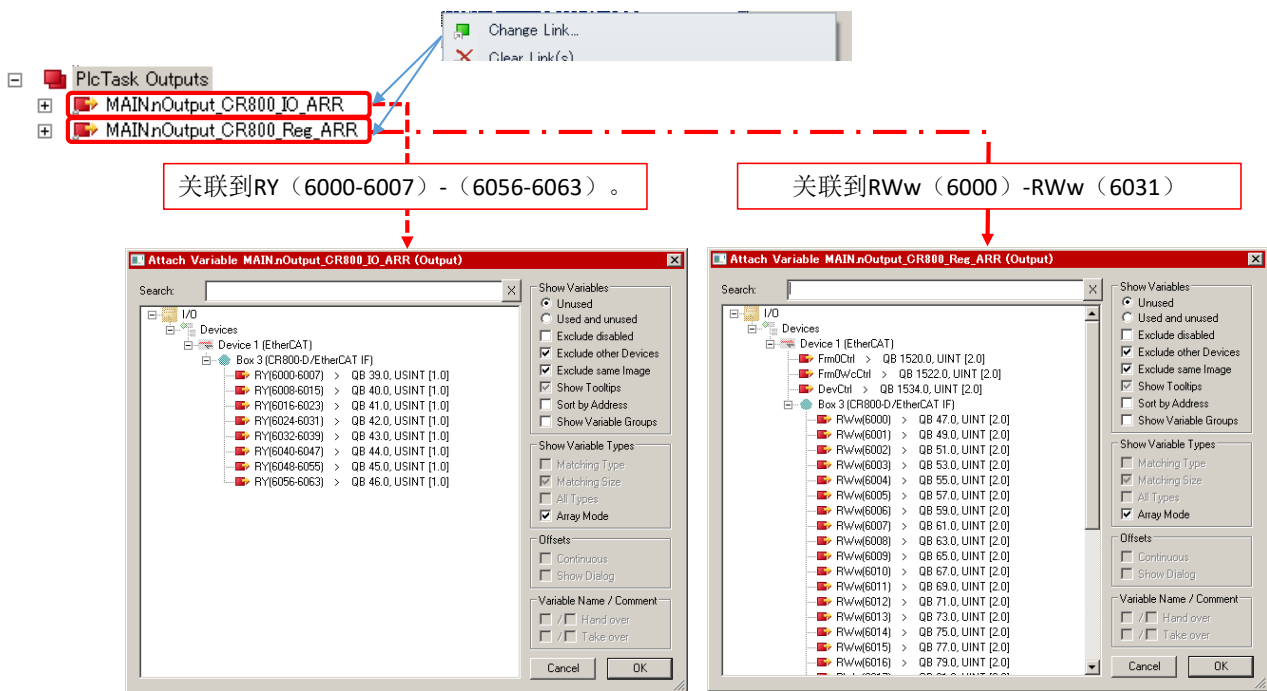 Change Link...
Clear Link(s)
PlcTask Outputs
MAIN.nOutput_CR800_IO_ARR
MAIN.nOutput_CR800_Reg_ARR
关联到RY（6000-6007）-（6056-6063）。
关联到RWw（6000）-RWw（6031）
Attach Variable MAIN.nOutput_CR800_IO_ARR (Output)
Search:
I/O
Devices
Device 1 (EtherCAT)
Box 3 (CR800-D/EtherCAT IF)
RY(6000-6007) > QB 39.0, USINT [1.0]
RY(6008-6015) > QB 40.0, USINT [1.0]
RY(6016-6023) > QB 41.0, USINT [1.0]
RY(6024-6031) > QB 42.0, USINT [1.0]
RY(6032-6039) > QB 43.0, USINT [1.0]
RY(6040-6047) > QB 44.0, USINT [1.0]
RY(6048-6055) > QB 45.0, USINT [1.0]
RY(6056-6063) > QB 46.0, USINT [1.0]
Show Variables
Unused
Used and unused
Exclude disabled
Exclude other Devices
Exclude same Image
Show Tooltips
Sort by Address
Show Variable Groups
Show Variable Types
Matching Type
Matching Size
All Types
Array Mode
Offsets
Continuous
Show Dialog
Variable Name / Comment
/ Hand over
/ Take over
Cancel OK
Attach Variable MAIN.nOutput_CR800_Reg_ARR (Output)
Search:
I/O
Devices
Device 1 (EtherCAT)
Frm0Ctrl > QB 1520.0, UINT [2.0]
Frm0WcCtrl > QB 1522.0, UINT [2.0]
DevCtrl > QB 1534.0, UINT [2.0]
Box 3 (CR800-D/EtherCAT IF)
RWw(6000) > QB 47.0, UINT [2.0]
RWw(6001) > QB 49.0, UINT [2.0]
RWw(6002) > QB 51.0, UINT [2.0]
RWw(6003) > QB 53.0, UINT [2.0]
RWw(6004) > QB 55.0, UINT [2.0]
RWw(6005) > QB 57.0, UINT [2.0]
RWw(6006) > QB 59.0, UINT [2.0]
RWw(6007) > QB 61.0, UINT [2.0]
RWw(6008) > QB 63.0, UINT [2.0]
RWw(6009) > QB 65.0, UINT [2.0]
RWw(6010) > QB 67.0, UINT [2.0]
RWw(6011) > QB 69.0, UINT [2.0]
RWw(6012) > QB 71.0, UINT [2.0]
RWw(6013) > QB 73.0, UINT [2.0]
RWw(6014) > QB 75.0, UINT [2.0]
RWw(6015) > QB 77.0, UINT [2.0]
RWw(6016) > QB 79.0, UINT [2.0]
Show Variables
Unused
Used and unused
Exclude disabled
Exclude other Devices
Exclude same Image
Show Tooltips
Sort by Address
Show Variable Groups
Show Variable Types
Matching Type
Matching Size
All Types
Array Mode
Offsets
Continuous
Show Dialog
Variable Name / Comment
/ Hand over
/ Take over
Cancel OK